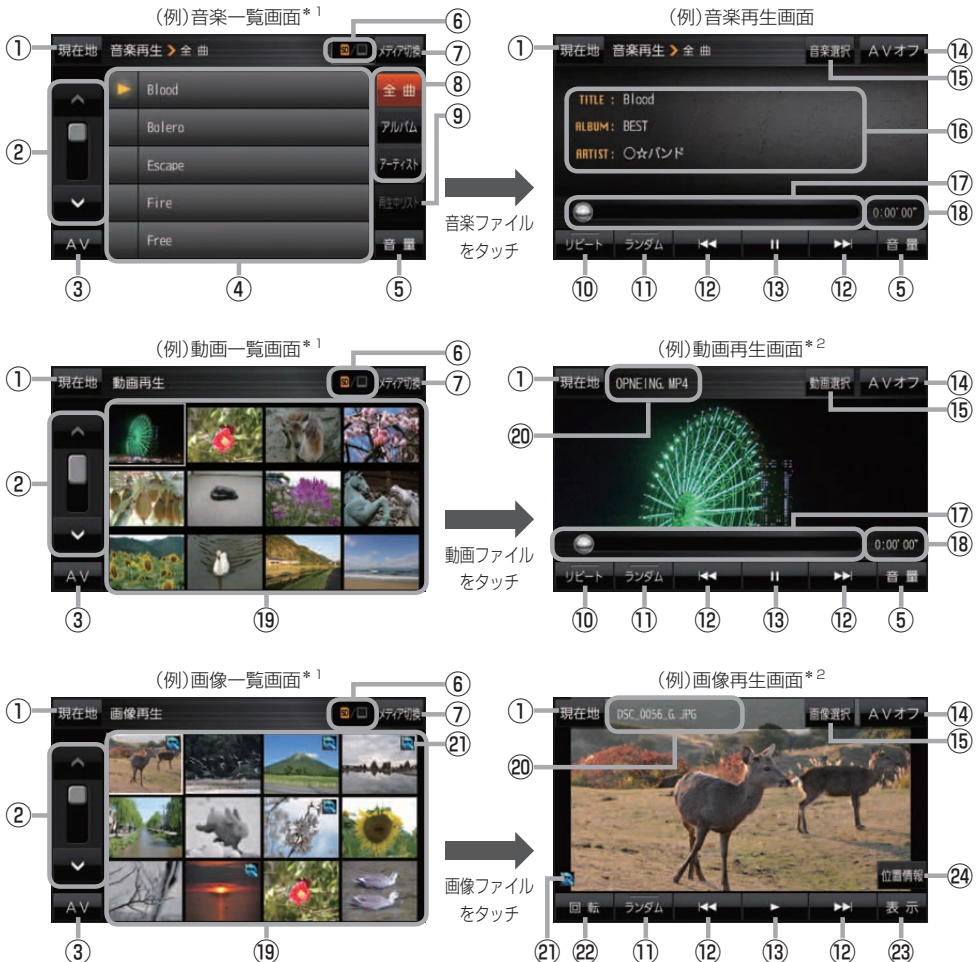 (例)音楽一覧画面*1
⑥
(例)音楽再生画面
① 現在地 音楽再生 > 全 曲 SD/ メディア切換 ⑦
① 現在地 音楽再生 > 全 曲 音楽選択 AVオフ ⑭
⑮
② Blood 全 曲 ⑧
Bolero アルバム ⑨
Escape アーティスト
Fire 再生中リスト
Free
AV 音 量
③ ④ ⑤
音楽ファイル
をタッチ
TITLE : Blood
ALBUM : BEST
ARTIST : ○☆バンド
⑯
⑰
0:00'00" ⑱
リピート ランダム 音 量
⑩ ⑪ ⑫ ⑬ ⑫ ⑤
(例)動画一覧画面*1
⑥
(例)動画再生画面*2
① 現在地 動画再生 SD/ メディア切換 ⑦
① 現在地 OPNEING.MP4 動画選択 AVオフ ⑭
⑮
⑳
②
AV
③ ⑲
動画ファイル
をタッチ
⑰
0:00'00" ⑱
リピート ランダム 音 量
⑩ ⑪ ⑫ ⑬ ⑫ ⑤
(例)画像一覧画面*1
⑥
(例)画像再生画面*2
① 現在地 画像再生 SD/ メディア切換 ⑦
㉑
① 現在地 DSC_0056_G.JPG 画像選択 AVオフ ⑭
⑮
⑳
②
AV
③ ⑲
画像ファイル
をタッチ
位置情報 ㉔
回 転 ランダム 表 示
㉑ ㉒ ⑪ ⑫ ⑬ ⑫ ㉓